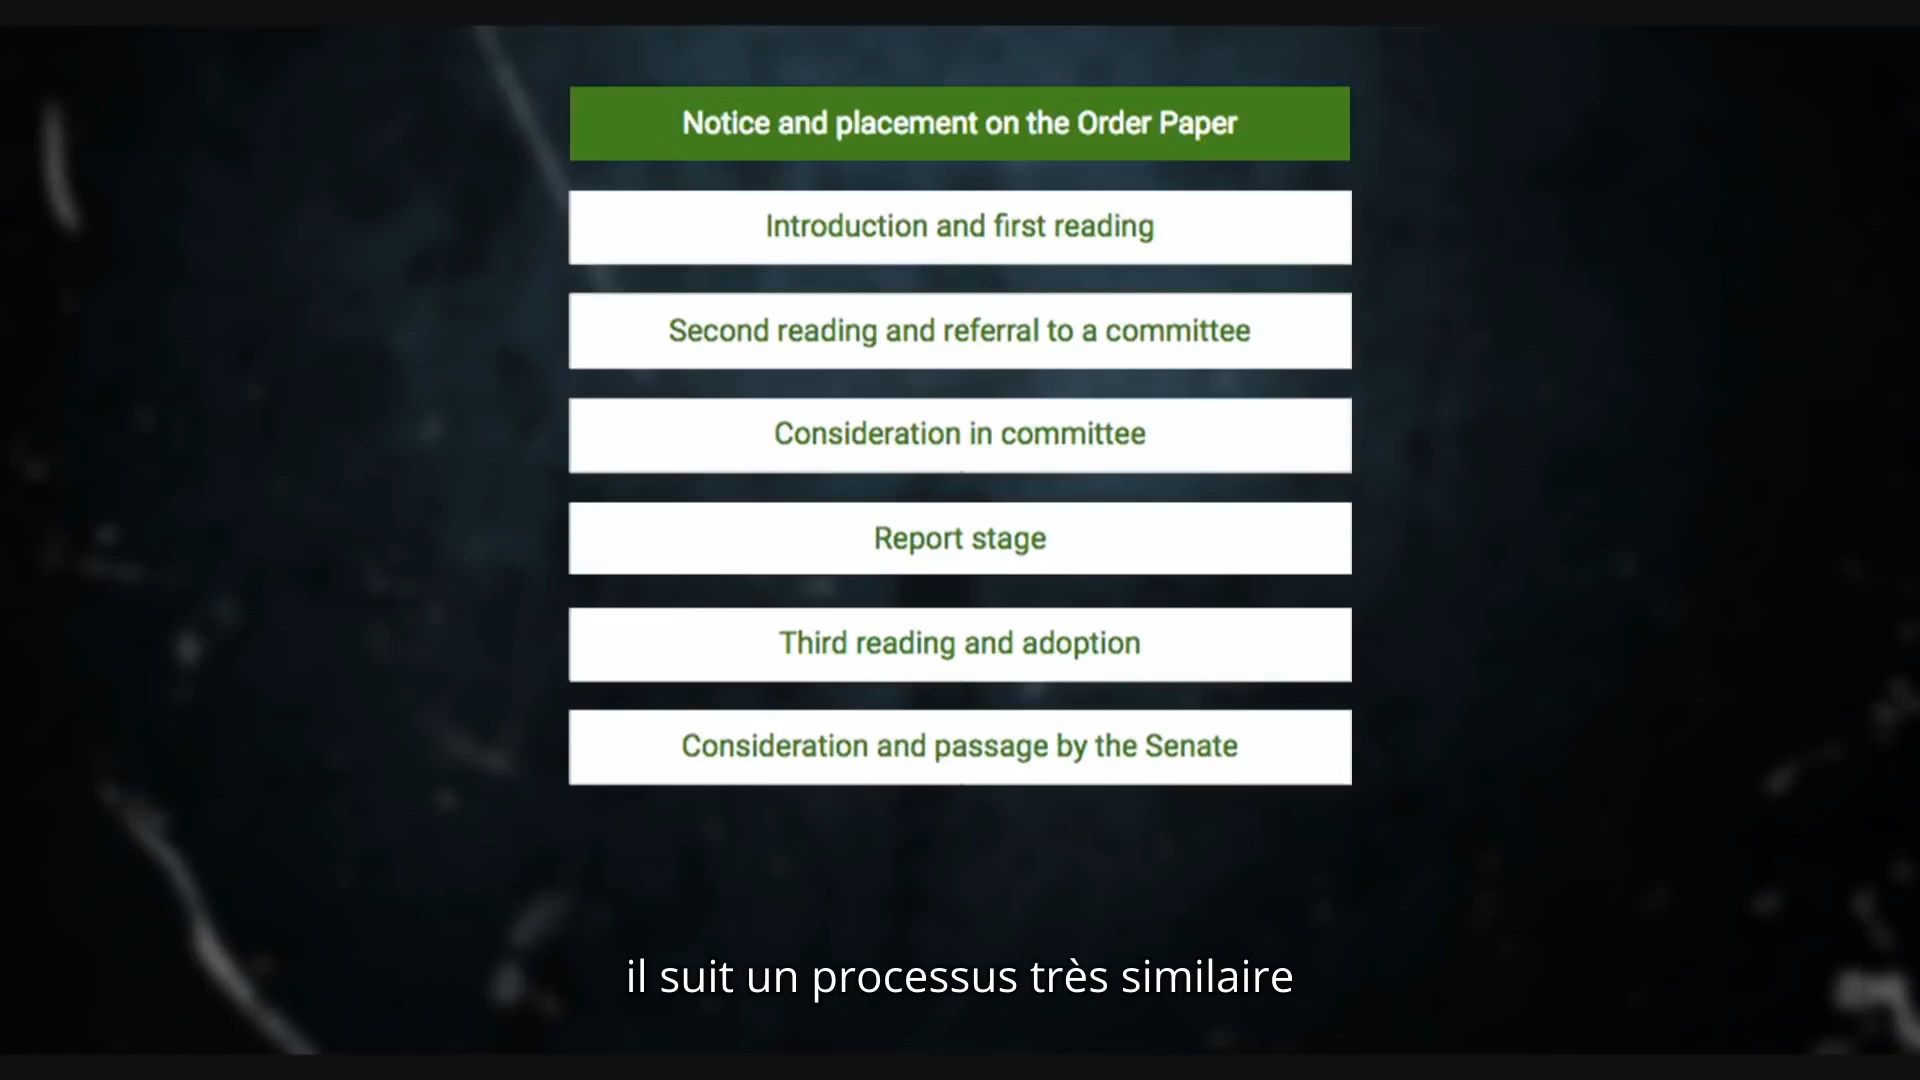 Notice and placement on the Order Paper
Introduction and first reading
Second reading and referral to a committee
Consideration in committee
Report stage
Third reading and adoption
Consideration and passage by the Senate
il suit un processus très similaire